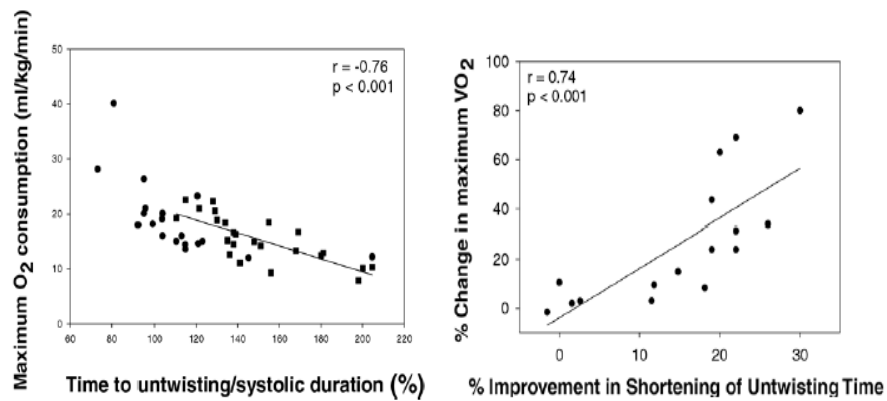 Maximum O2 consumption (ml/kg/min)
50
40
30
20
10
0
r = -0.76
p < 0.001
60 80 100 120 140 160 180 200 220
Time to untwisting/systolic duration (%)
% Change in maximum VO2
100
80
60
40
20
0
r = 0.74
p < 0.001
0 10 20 30
% Improvement in Shortening of Untwisting Time